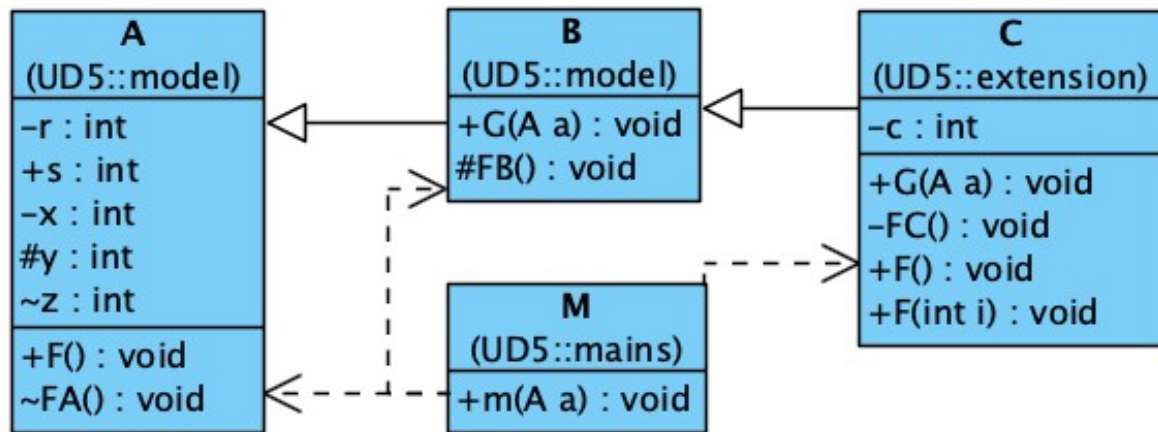 A
(UD5::model)
–r : int
+s : int
–x : int
#y : int
~z : int
+F() : void
~FA() : void
B
(UD5::model)
+G(A a) : void
#FB() : void
M
(UD5::mains)
+m(A a) : void
C
(UD5::extension)
–c : int
+G(A a) : void
–FC() : void
+F() : void
+F(int i) : void